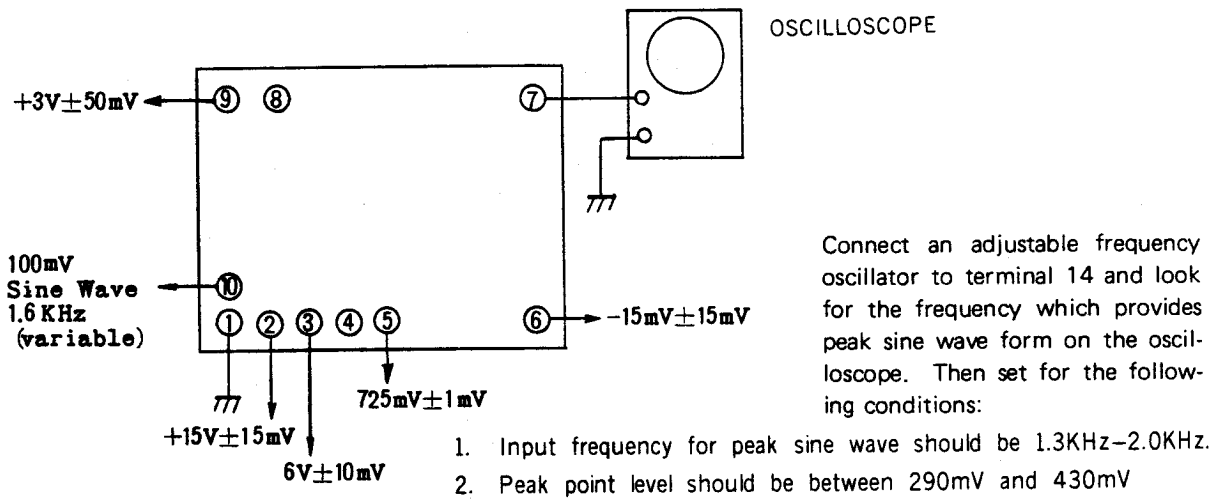 OSCILLOSCOPE
+3V±50mV
⑨ ⑧ ⑦
100mV
Sine Wave
1.6 KHz
(variable)
⑩
① ② ③ ④ ⑤ ⑥
-15mV±15mV
725mV±1mV
+15V±15mV
6V±10mV
Connect an adjustable frequency
oscillator to terminal 14 and look
for the frequency which provides
peak sine wave form on the oscil-
loscope. Then set for the follow-
ing conditions:
1. Input frequency for peak sine wave should be 1.3KHz–2.0KHz.
2. Peak point level should be between 290mV and 430mV